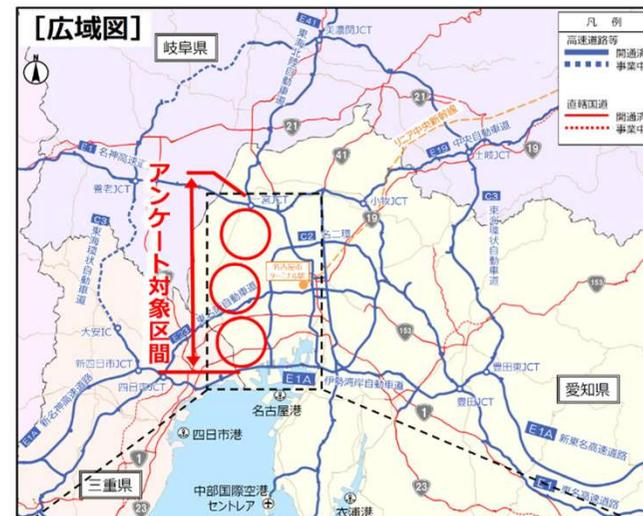 [広域図]
岐阜県
E41
美濃関JCT
東海北陸自動車道
21
リニア中央新幹線
E1 名神高速道
養老JCT
アンケート対象区間
一宮JCT
21
41
E19 中央自動車道
土岐JCT
19
小牧JCT
19
C2 名二環
C3
東海環状自動車道
C3
東海環状自動車道
名古屋市
ターミナル駅
大安IC
E23 東名阪自動車道
153
153
新四日市JCT
四日市JCT
E1A 新名神高速道路
E1A
伊勢湾岸自動車道
豊田東JCT
豊田JCT
愛知県
名古屋港
四日市港
1
1
E1A 新東名高速道路
E1 東名高速道路
三重県
23
23
中部国際空港
セントレア
衣浦港
凡 例
高速道路等
開通済
事業中
直轄国道
開通済
事業中
N